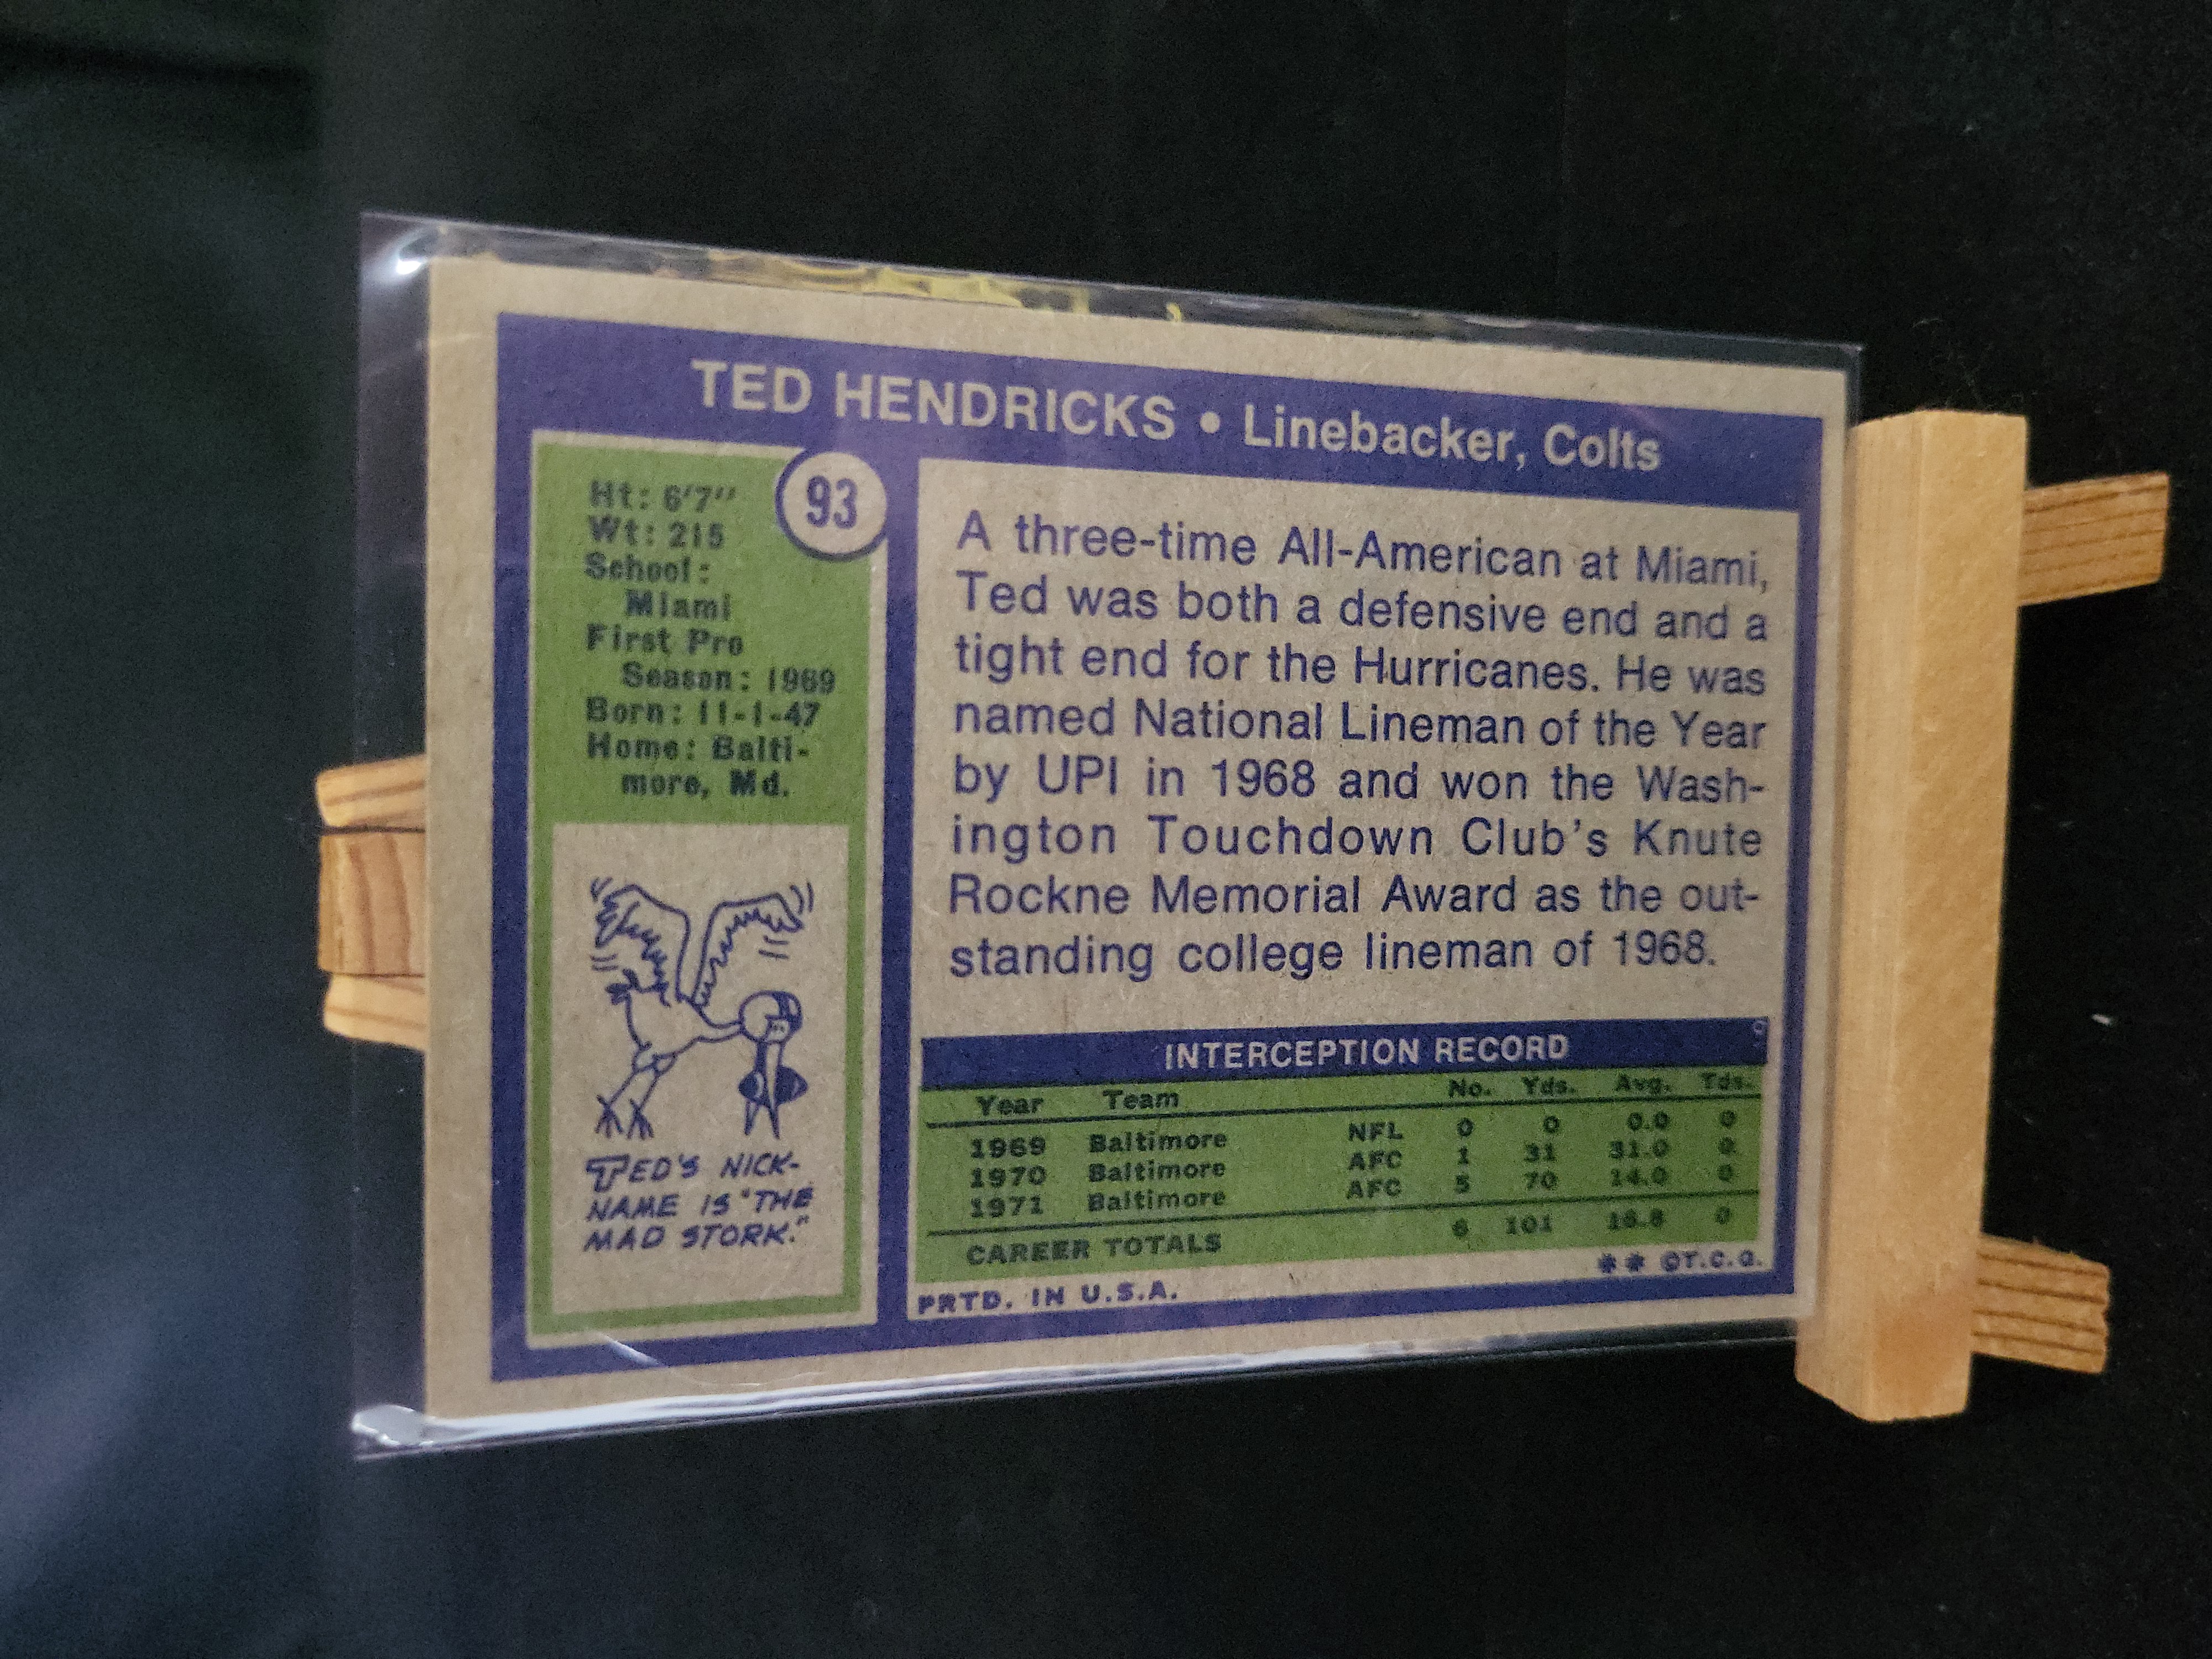 TED HENDRICKS • Linebacker, Colts
93
Ht: 6'7"
Wt: 215
School:
Miami
First Pro
Season: 1969
Born: 11-1-47
Home: Balti-
more, Md.
TED'S NICK-
NAME IS "THE
MAD STORK."
A three-time All-American at Miami,
Ted was both a defensive end and a
tight end for the Hurricanes. He was
named National Lineman of the Year
by UPI in 1968 and won the Wash-
ington Touchdown Club's Knute
Rockne Memorial Award as the out-
standing college lineman of 1968.
INTERCEPTION RECORD
Year Team No. Yds. Avg. Tds.
1969 Baltimore NFL 0 0 0.0 0
1970 Baltimore AFC 1 31 31.0 0
1971 Baltimore AFC 5 70 14.0 0
CAREER TOTALS 6 101 16.8 0
PRTD. IN U.S.A. ** ©T.C.G.